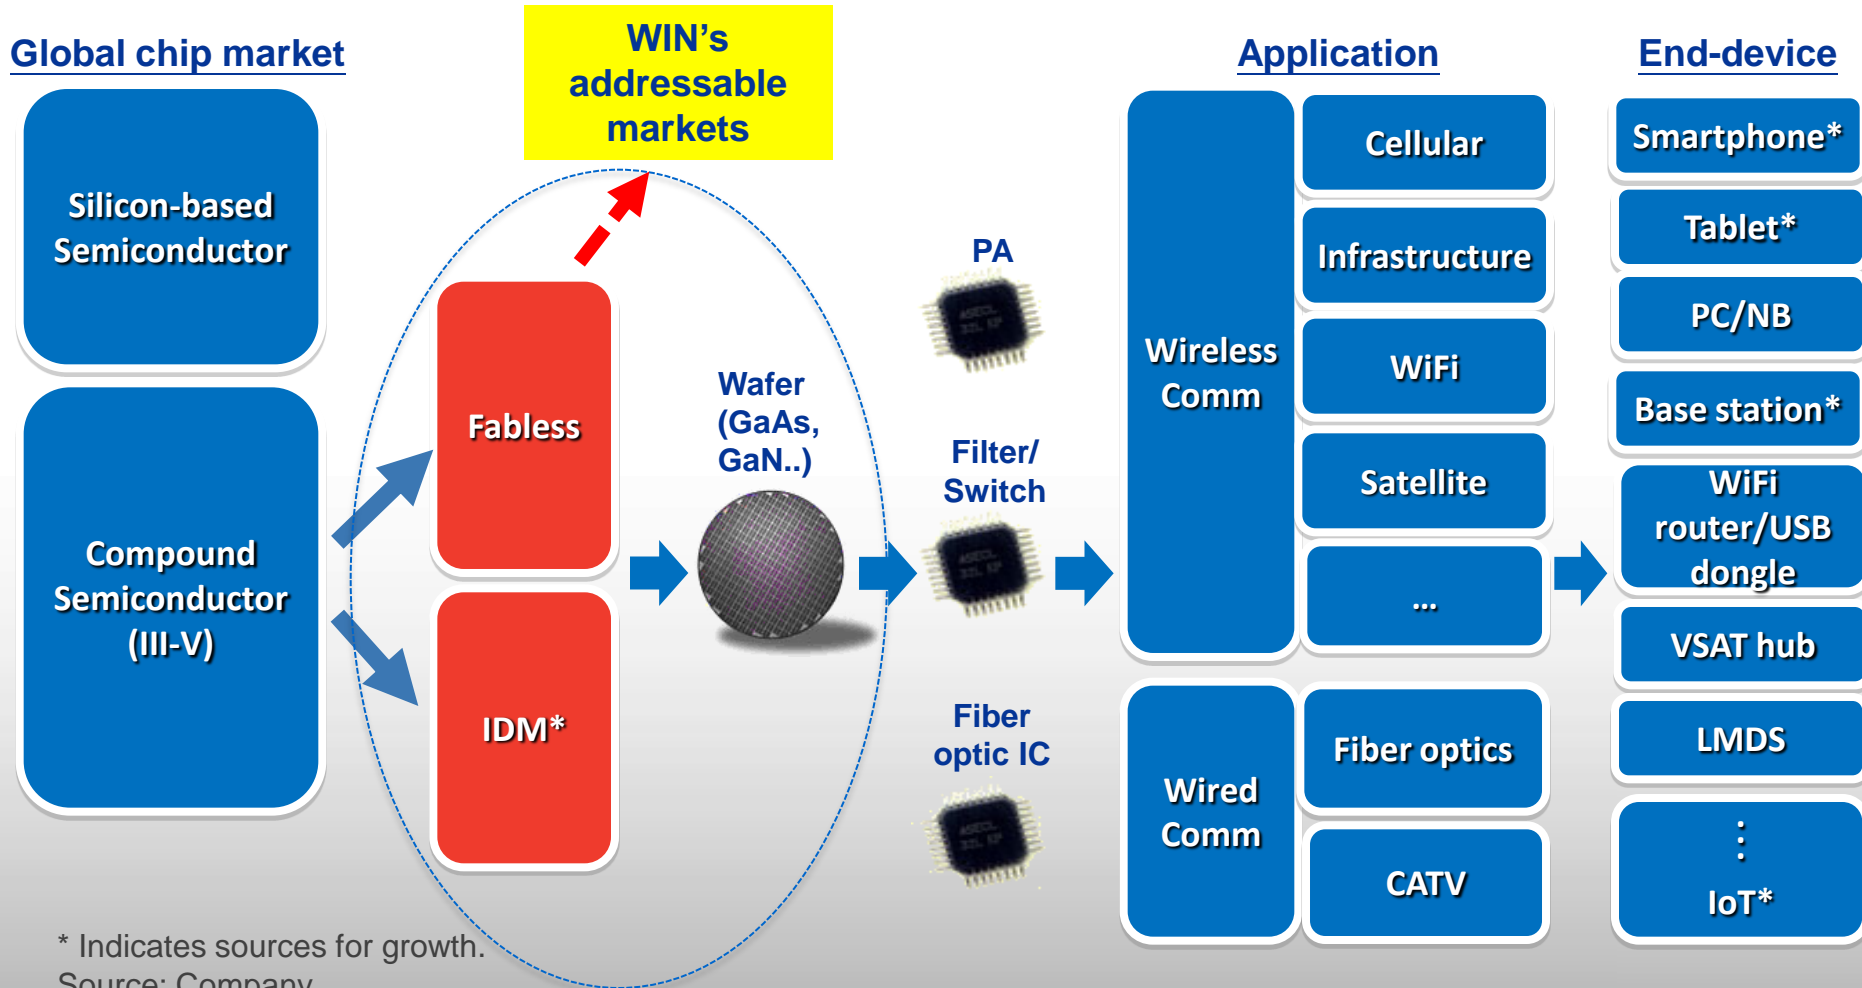 Global chip market
WIN's
addressable
markets
Application
End-device
Silicon-based
Semiconductor
Compound
Semiconductor
(III-V)
Fabless
IDM*
Wafer
(GaAs,
GaN..)
PA
Filter/
Switch
Fiber
optic IC
Wireless
Comm
Cellular
Infrastructure
WiFi
Satellite
...
Wired
Comm
Fiber optics
CATV
Smartphone*
Tablet*
PC/NB
Base station*
WiFi
router/USB
dongle
VSAT hub
LMDS
⋮
IoT*
* Indicates sources for growth.
Source: Company